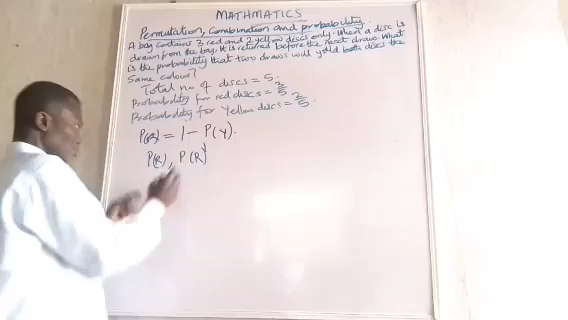 MATHMATICS
Permutation, Combination and probability.
A bag contains 3 red and 2 yellow discs only. When a disc is
drawn from the bag, it is returned before the next draw. What
is the probability that two draws will yield both discs the
Same colour?
Total no of discs = 5.
Probability for red discs = 3/5
Probability for Yellow discs = 2/5.
P(R) = 1 - P(Y).
P(R), P(R)